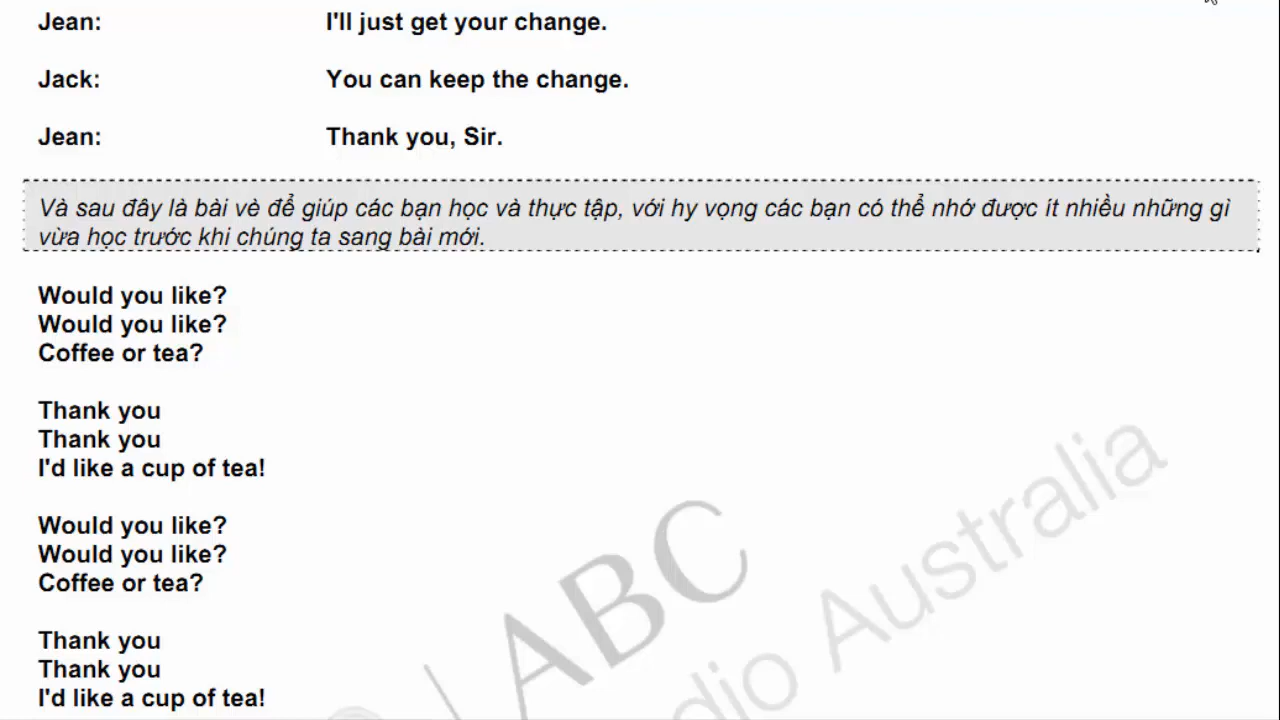 Jean: I'll just get your change.
Jack: You can keep the change.
Jean: Thank you, Sir.
Và sau đây là bài vè để giúp các bạn học và thực tập, với hy vọng các bạn có thể nhớ được ít nhiều những gì
vừa học trước khi chúng ta sang bài mới.
Would you like?
Would you like?
Coffee or tea?
Thank you
Thank you
I'd like a cup of tea!
Would you like?
Would you like?
Coffee or tea?
Thank you
Thank you
I'd like a cup of tea!
ABC
Australia